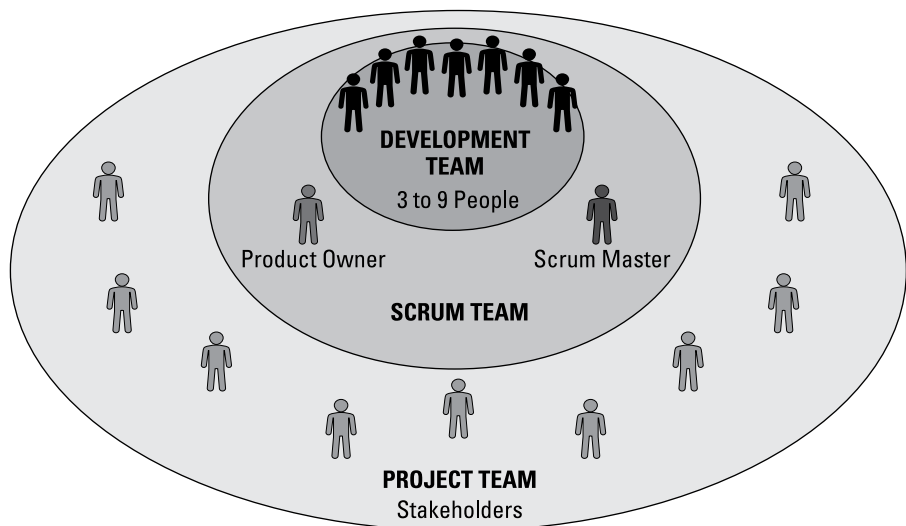 DEVELOPMENT
TEAM
3 to 9 People
Product Owner
Scrum Master
SCRUM TEAM
PROJECT TEAM
Stakeholders